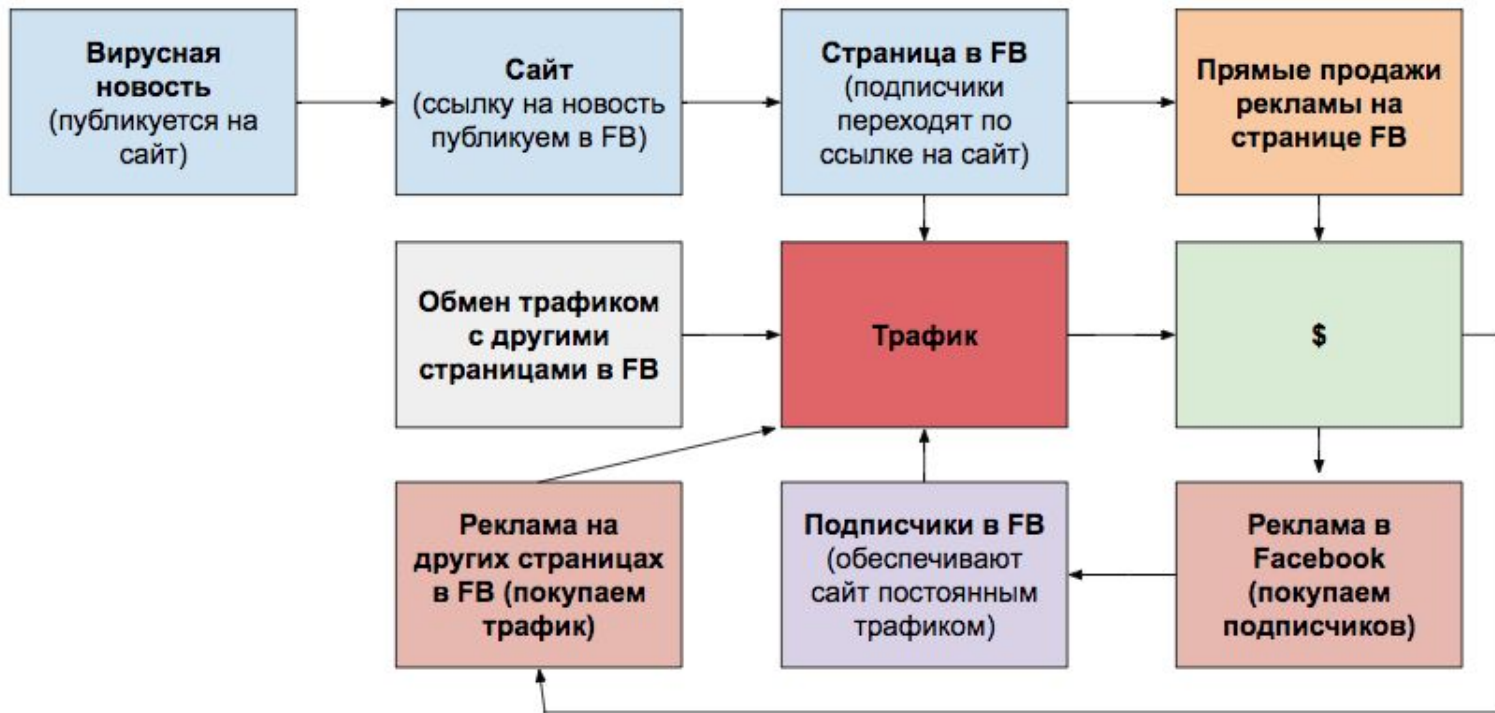 Вирусная
новость
(публикуется на
сайт)
Сайт
(ссылку на новость
публикуем в FB)
Страница в FB
(подписчики
переходят по
ссылке на сайт)
Прямые продажи
рекламы на
странице FB
Обмен трафиком
с другими
страницами в FB
Трафик
$
Реклама на
других страницах
в FB (покупаем
трафик)
Подписчики в FB
(обеспечивают
сайт постоянным
трафиком)
Реклама в
Facebook
(покупаем
подписчиков)